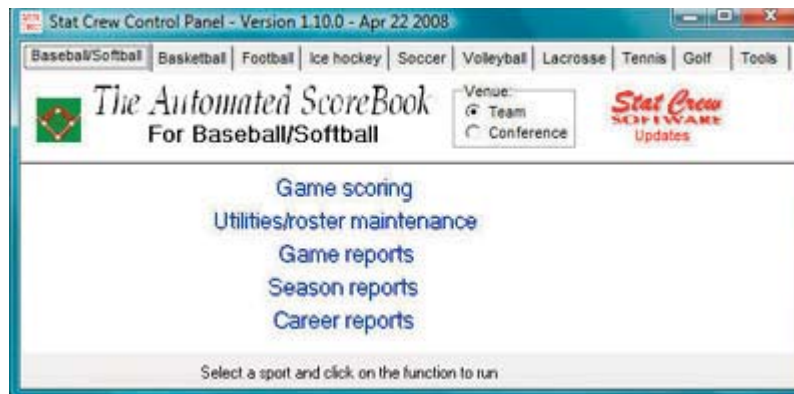 Stat Crew Control Panel - Version 1.10.0 - Apr 22 2008
Baseball/Softball Basketball Football Ice hockey Soccer Volleyball Lacrosse Tennis Golf Tools
The Automated ScoreBook
For Baseball/Softball
Venue:
Team
Conference
Stat Crew
SOFTWARE
Updates
Game scoring
Utilities/roster maintenance
Game reports
Season reports
Career reports
Select a sport and click on the function to run